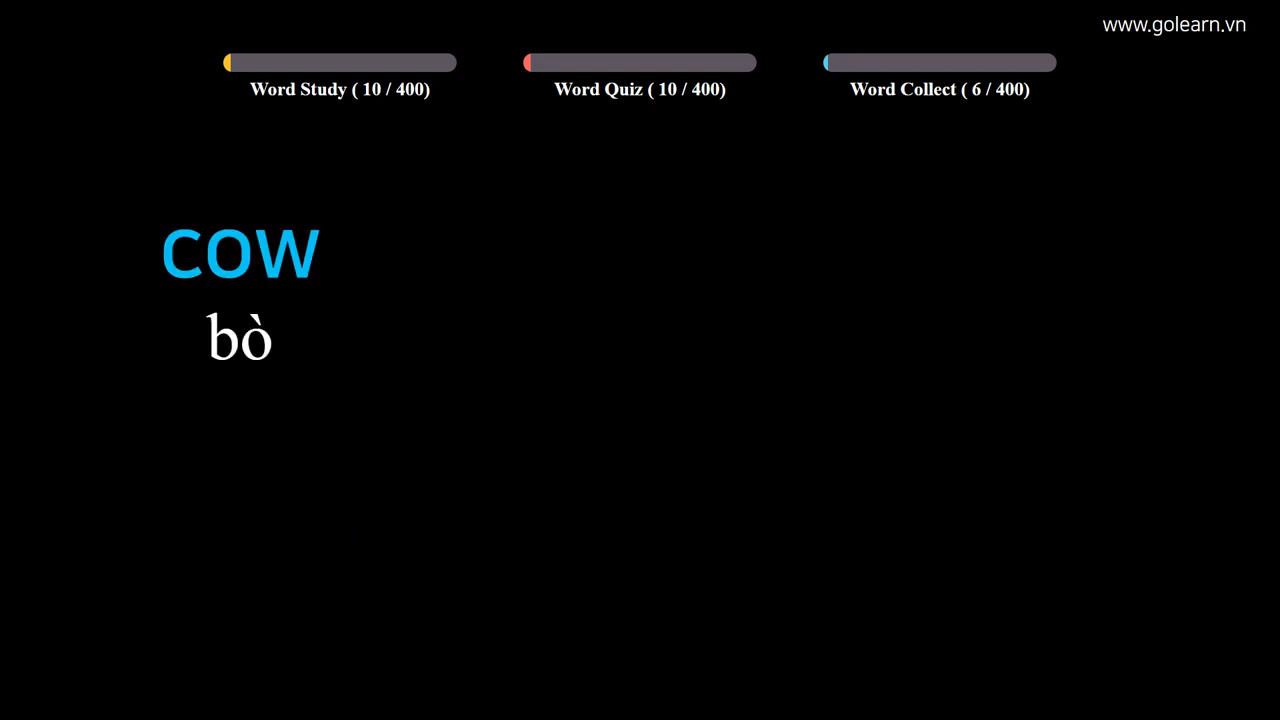 www.golearn.vn
Word Study ( 10 / 400)
Word Quiz ( 10 / 400)
Word Collect ( 6 / 400)
cow
bò